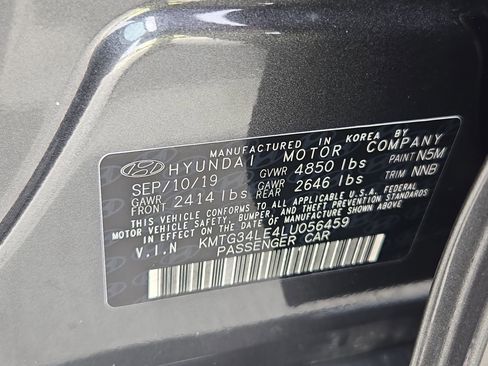 MANUFACTURED IN KOREA BY
HYUNDAI MOTOR COMPANY
SEP/10/19 GVWR 4850 lbs PAINT N5M
GAWR FRONT 2414 lbs GAWR REAR 2646 lbs TRIM NNB
THIS VEHICLE CONFORMS TO ALL APPLICABLE U.S.A. FEDERAL
MOTOR VEHICLE SAFETY, BUMPER, AND THEFT PREVENTION STANDARDS
IN EFFECT ON THE DATE OF MANUFACTURE SHOWN ABOVE
V.I.N KMTG34LE4LU056459
PASSENGER CAR